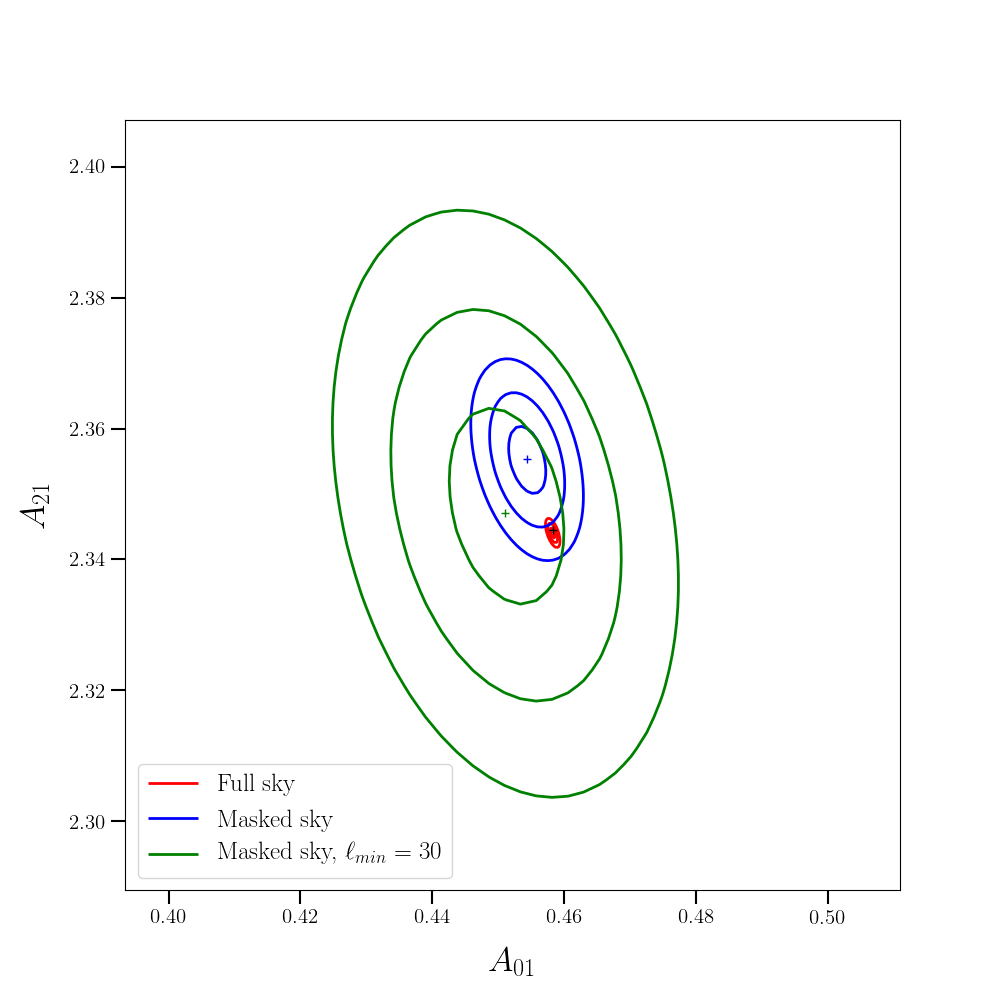 2.40
2.38
2.36
2.34
2.32
2.30
A₂₁
Full sky
Masked sky
Masked sky, ℓₘᵢₙ = 30
0.40 0.42 0.44 0.46 0.48 0.50
A₀₁